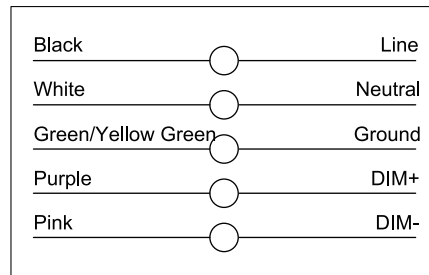 Black Line
White Neutral
Green/Yellow Green Ground
Purple DIM+
Pink DIM-